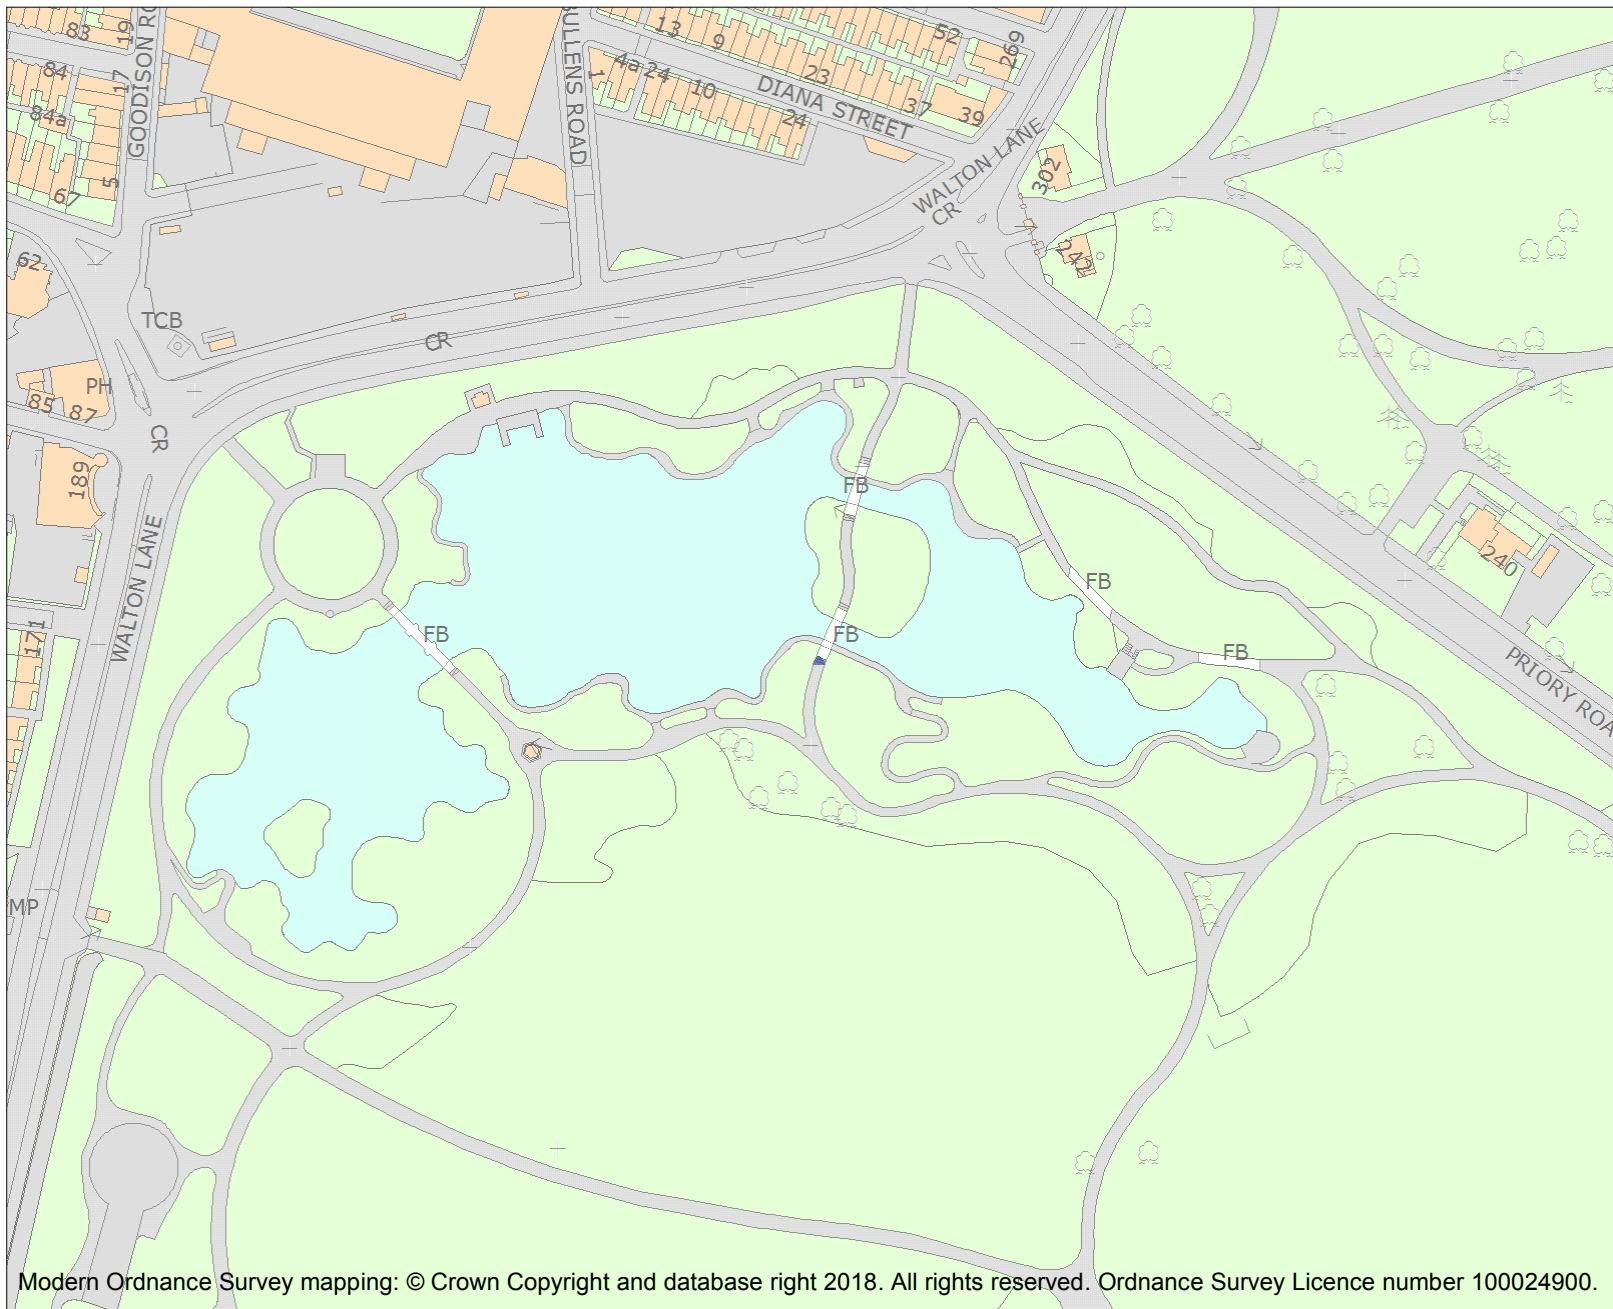 83
19
GOODISON RO
BULLENS ROAD
13
9
52
269
84
17
1
4a
24
10
23
37
39
DIANA STREET
84a
24
5
67
WALTON LANE
CR
302
242
62
TCB
CR
PH
85
87
CR
189
FB
WALTON LANE
240
FB
FB
FB
171
FB
PRIORY ROA
MP
Modern Ordnance Survey mapping: © Crown Copyright and database right 2018. All rights reserved. Ordnance Survey Licence number 100024900.